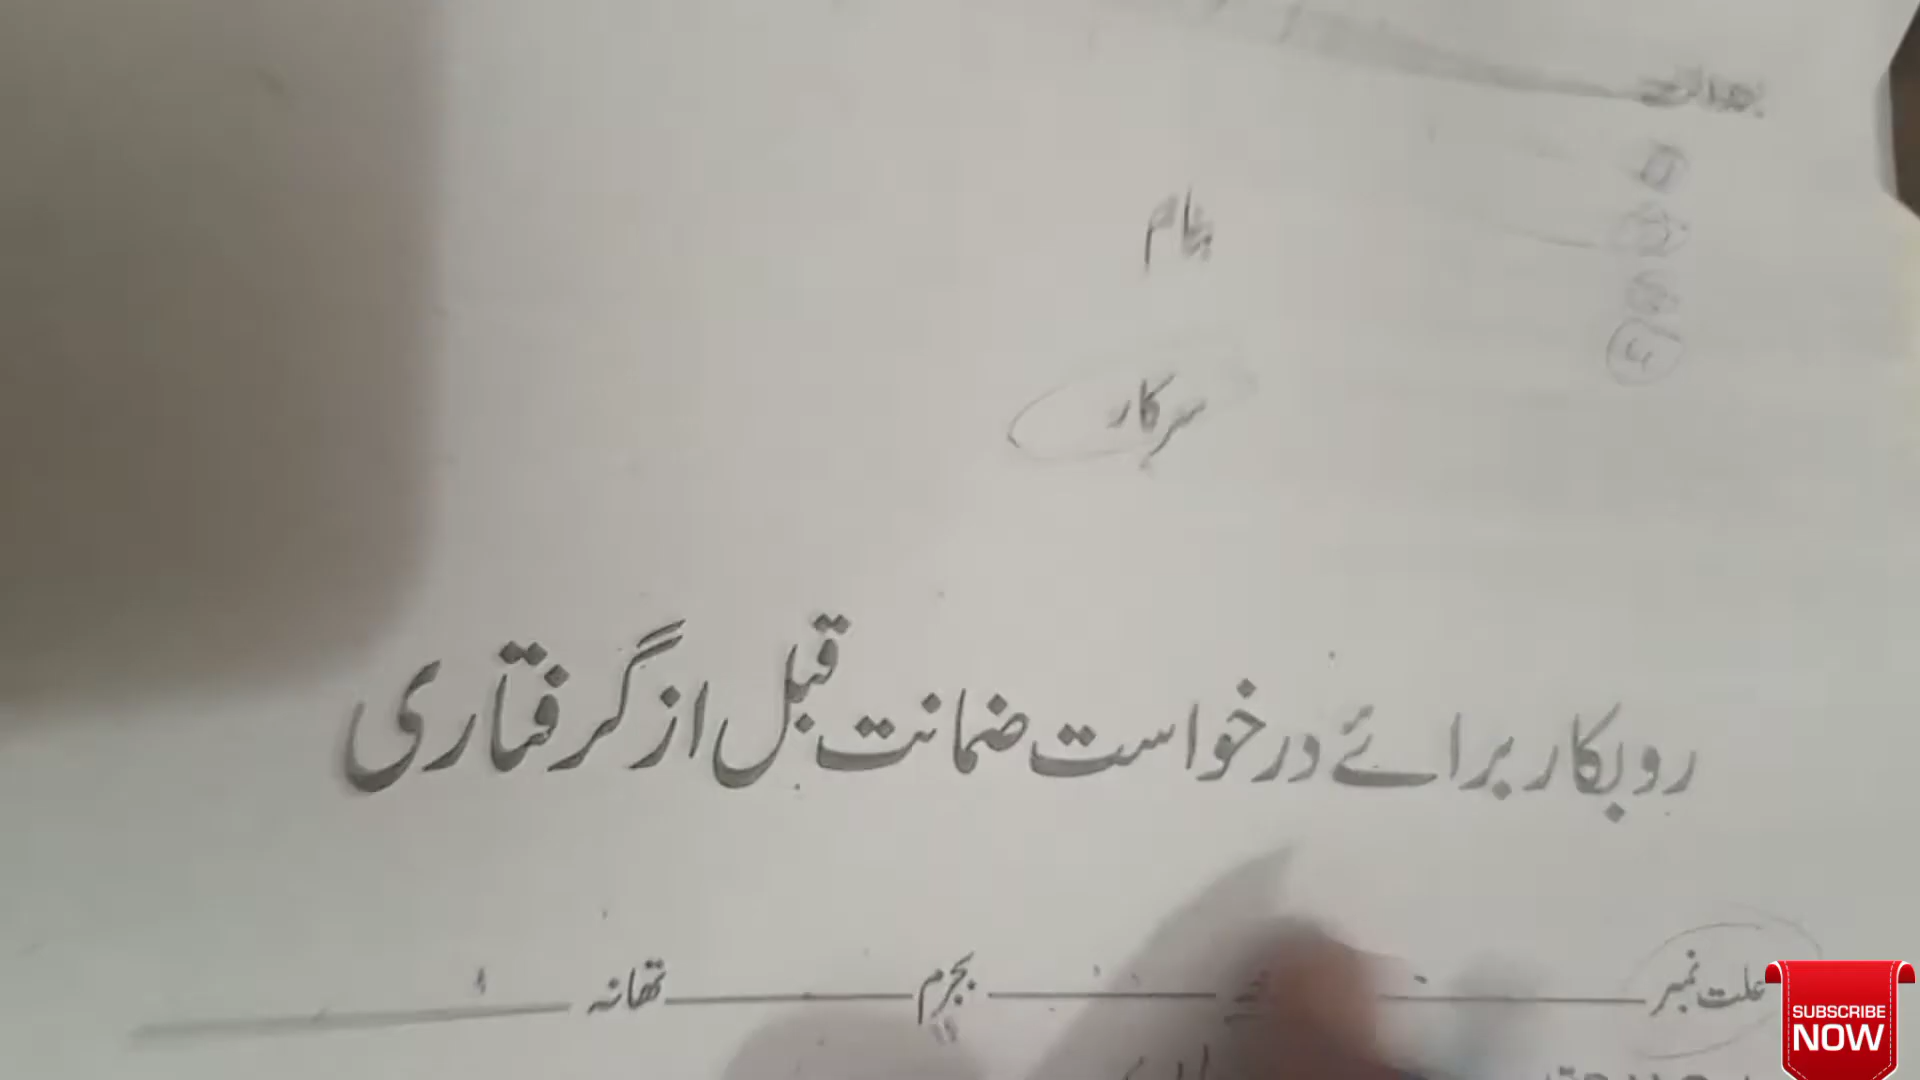 بعدالت
بنام
سرکار
روبکار برائے درخواست ضمانت قبل از گرفتاری
علت نمبر بجرم تھانہ
SUBSCRIBE
NOW